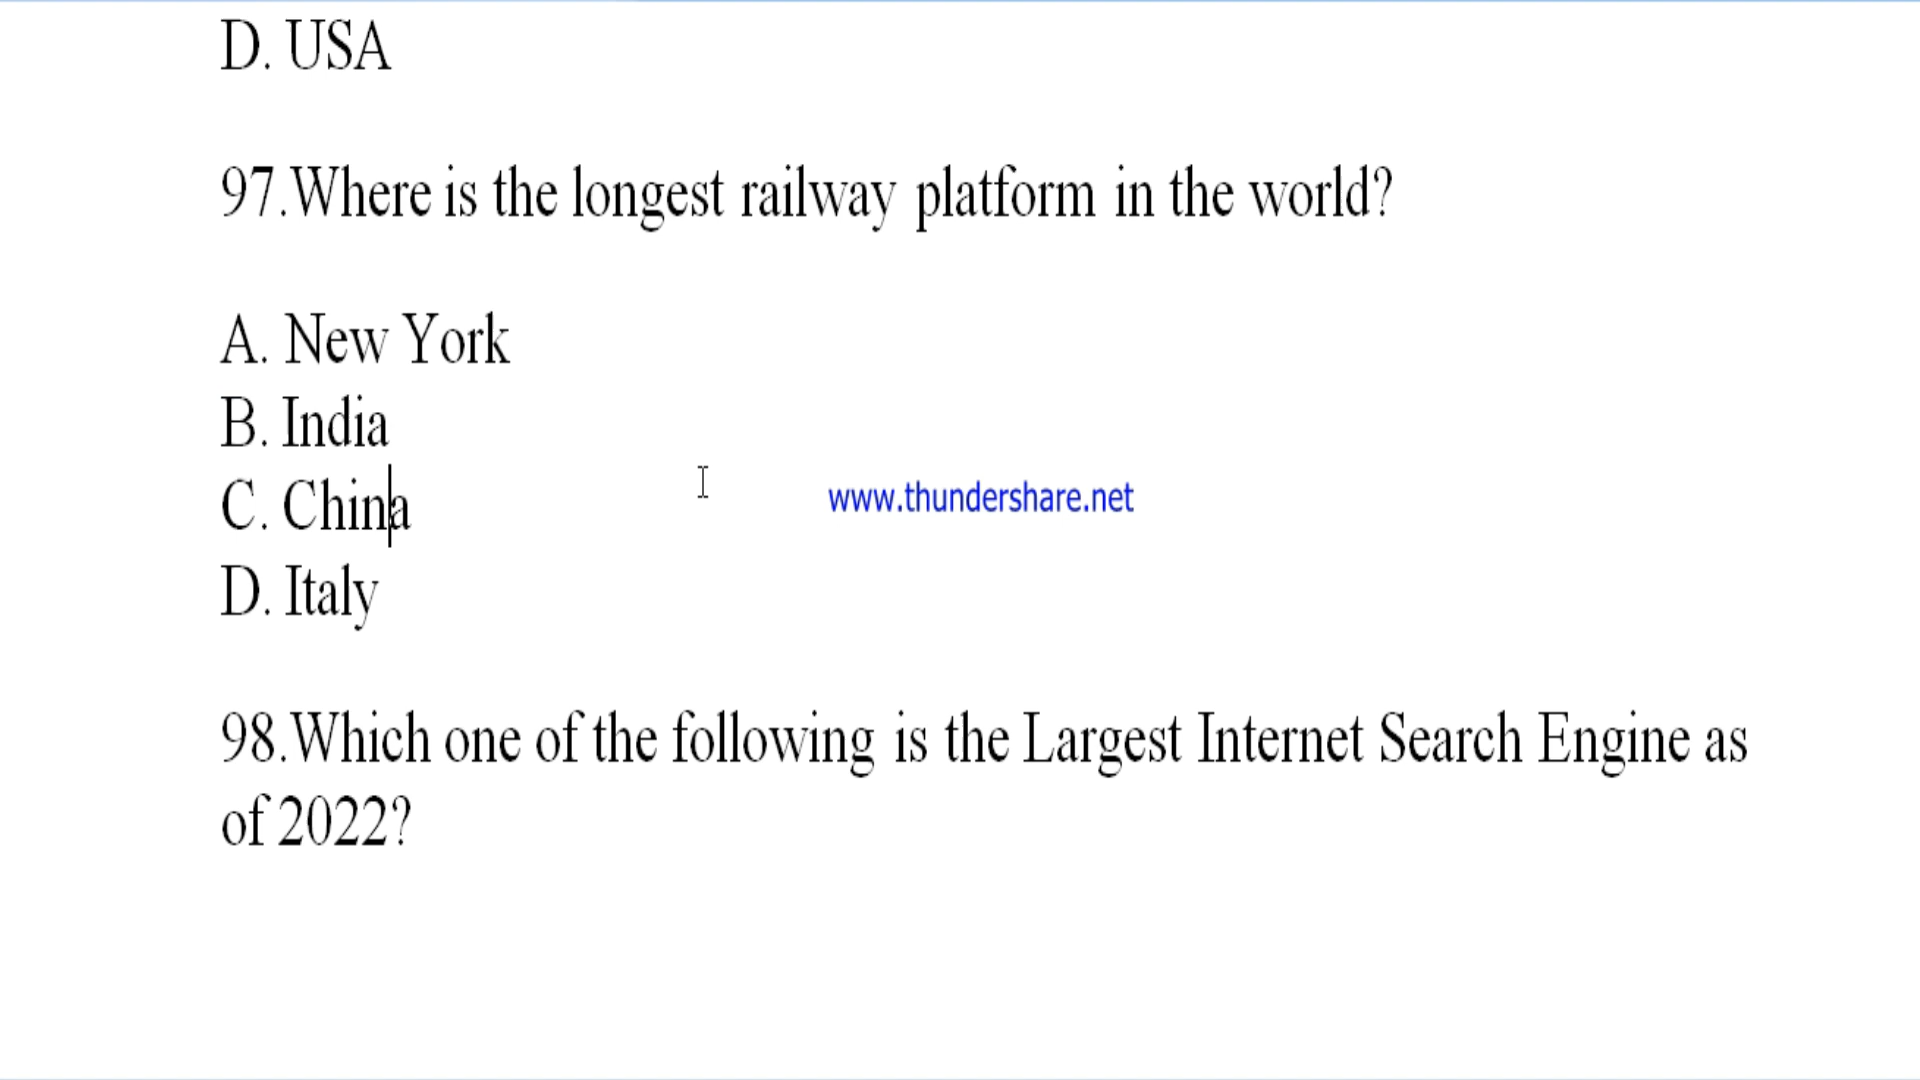 D. USA
97.Where is the longest railway platform in the world?
A. New York
B. India
C. China
www.thundershare.net
D. Italy
98.Which one of the following is the Largest Internet Search Engine as
of 2022?